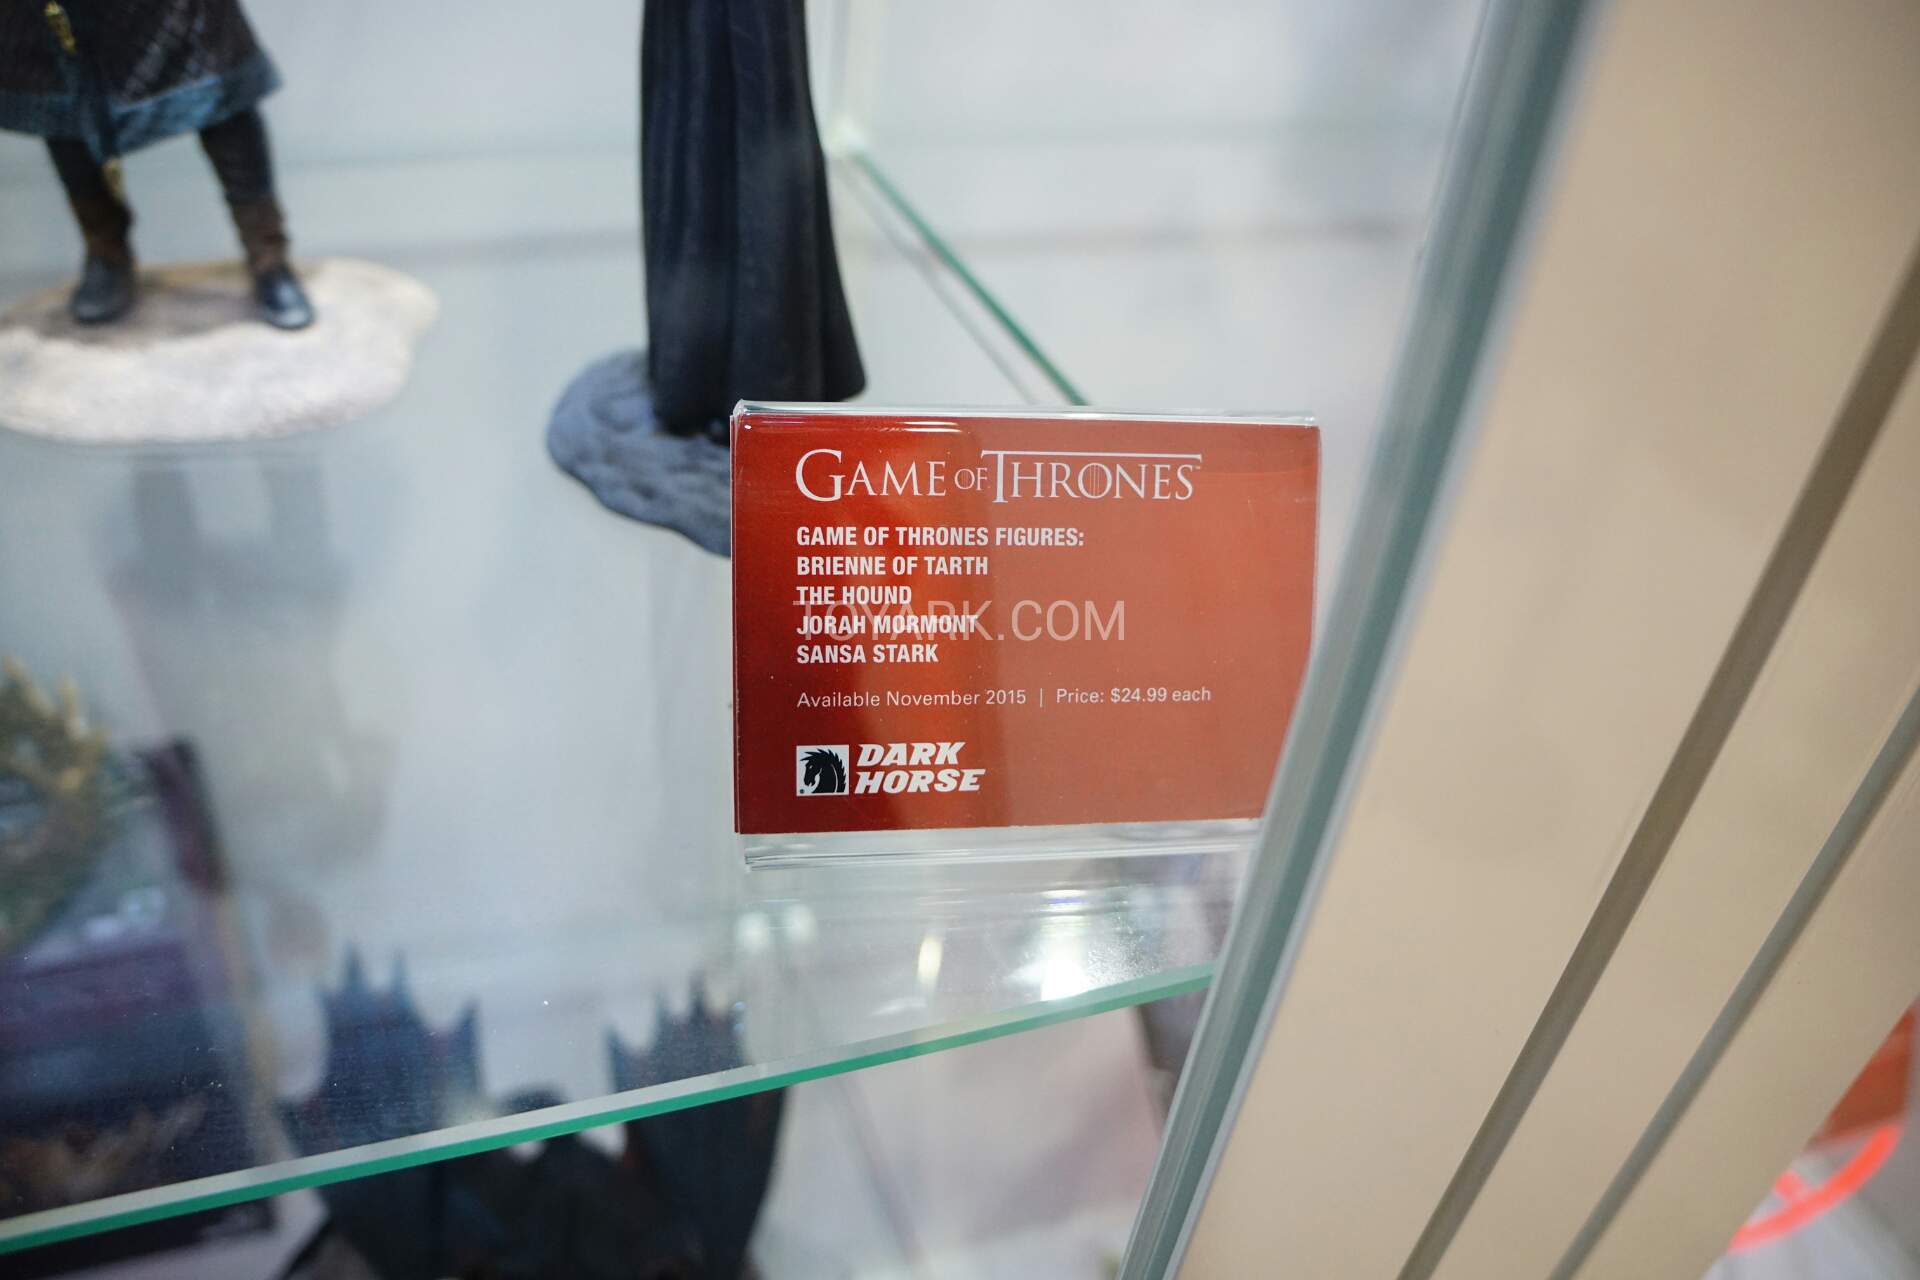 GAME OF THRONES™
GAME OF THRONES FIGURES:
BRIENNE OF TARTH
THE HOUND
JORAH MORMONT
SANSA STARK
TOYARK.COM
Available November 2015 | Price: $24.99 each
DARK
HORSE